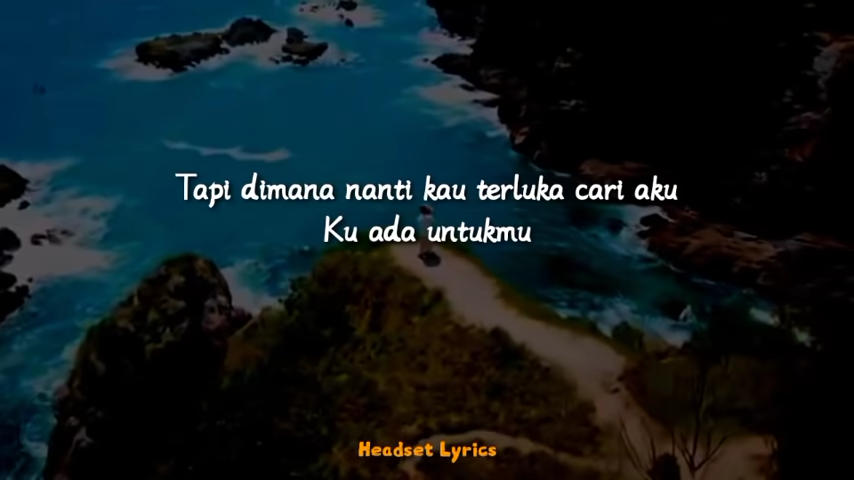 Tapi dimana nanti kau terluka cari aku
Ku ada untukmu
Headset Lyrics